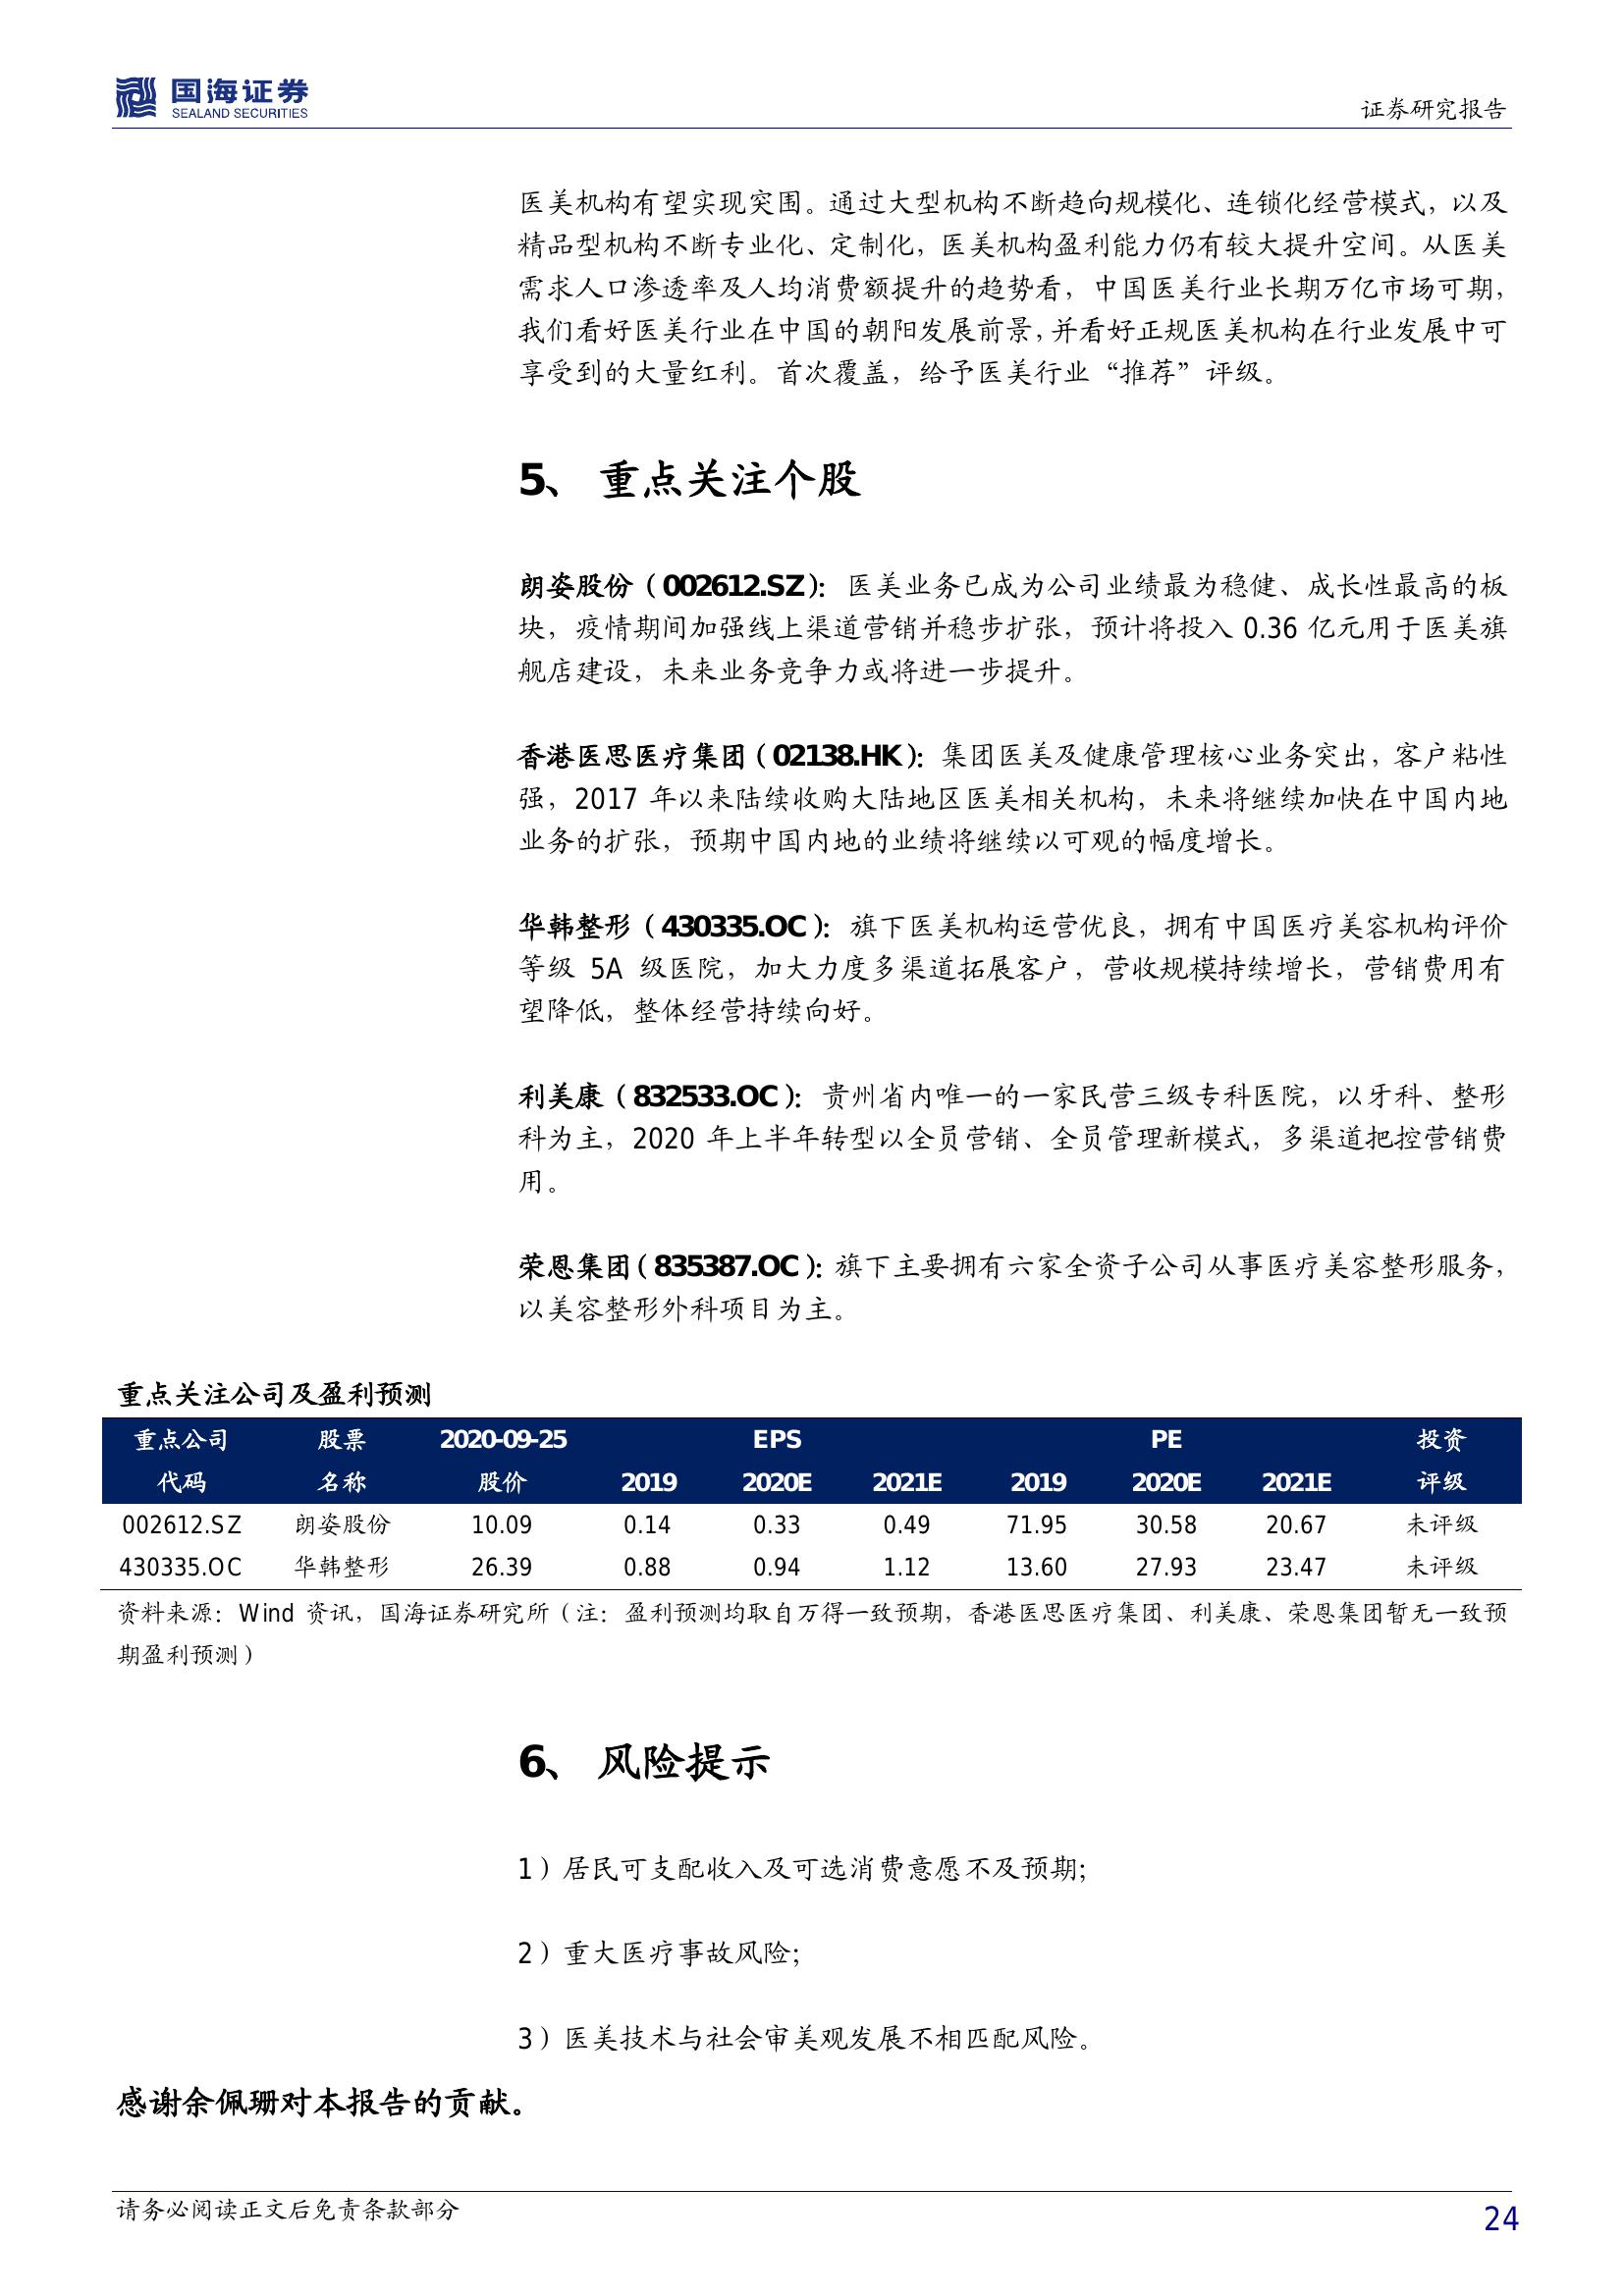 国海证券
SEALAND SECURITIES
证券研究报告
医美机构有望实现突围。通过大型机构不断趋向规模化、连锁化经营模式，以及
精品型机构不断专业化、定制化，医美机构盈利能力仍有较大提升空间。从医美
需求人口渗透率及人均消费额提升的趋势看，中国医美行业长期万亿市场可期，
我们看好医美行业在中国的朝阳发展前景，并看好正规医美机构在行业发展中可
享受到的大量红利。首次覆盖，给予医美行业“推荐”评级。
5、 重点关注个股
朗姿股份（002612.SZ）：医美业务已成为公司业绩最为稳健、成长性最高的板
块，疫情期间加强线上渠道营销并稳步扩张，预计将投入 0.36 亿元用于医美旗
舰店建设，未来业务竞争力或将进一步提升。
香港医思医疗集团（02138.HK）：集团医美及健康管理核心业务突出，客户粘性
强，2017 年以来陆续收购大陆地区医美相关机构，未来将继续加快在中国内地
业务的扩张，预期中国内地的业绩将继续以可观的幅度增长。
华韩整形（430335.OC）：旗下医美机构运营优良，拥有中国医疗美容机构评价
等级 5A 级医院，加大力度多渠道拓展客户，营收规模持续增长，营销费用有
望降低，整体经营持续向好。
利美康（832533.OC）：贵州省内唯一的一家民营三级专科医院，以牙科、整形
科为主，2020 年上半年转型以全员营销、全员管理新模式，多渠道把控营销费
用。
荣恩集团（835387.OC）：旗下主要拥有六家全资子公司从事医疗美容整形服务，
以美容整形外科项目为主。
重点关注公司及盈利预测
重点公司 股票 2020-09-25 EPS PE 投资
代码 名称 股价 2019 2020E 2021E 2019 2020E 2021E 评级
002612.SZ 朗姿股份 10.09 0.14 0.33 0.49 71.95 30.58 20.67 未评级
430335.OC 华韩整形 26.39 0.88 0.94 1.12 13.60 27.93 23.47 未评级
资料来源：Wind 资讯，国海证券研究所（注：盈利预测均取自万得一致预期，香港医思医疗集团、利美康、荣恩集团暂无一致预
期盈利预测）
6、 风险提示
1）居民可支配收入及可选消费意愿不及预期；
2）重大医疗事故风险；
3）医美技术与社会审美观发展不相匹配风险。
感谢余佩珊对本报告的贡献。
请务必阅读正文后免责条款部分
24